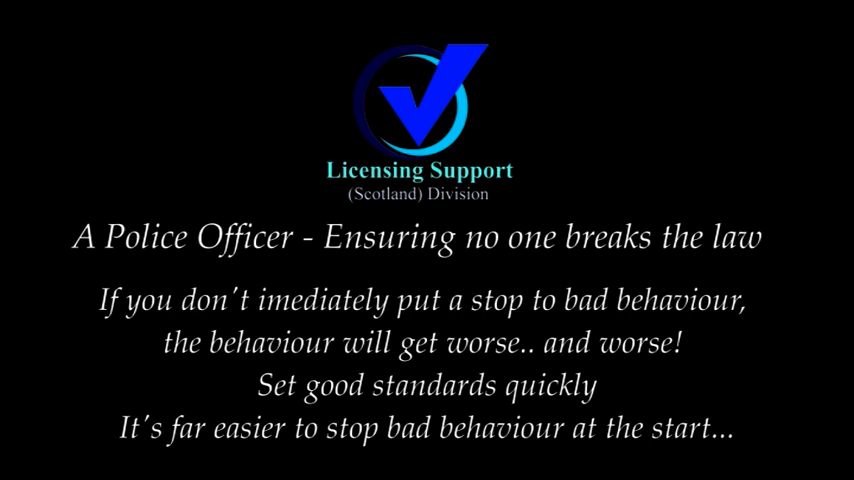 Licensing Support
(Scotland) Division
A Police Officer - Ensuring no one breaks the law
If you don't imediately put a stop to bad behaviour,
the behaviour will get worse.. and worse!
Set good standards quickly
It's far easier to stop bad behaviour at the start...